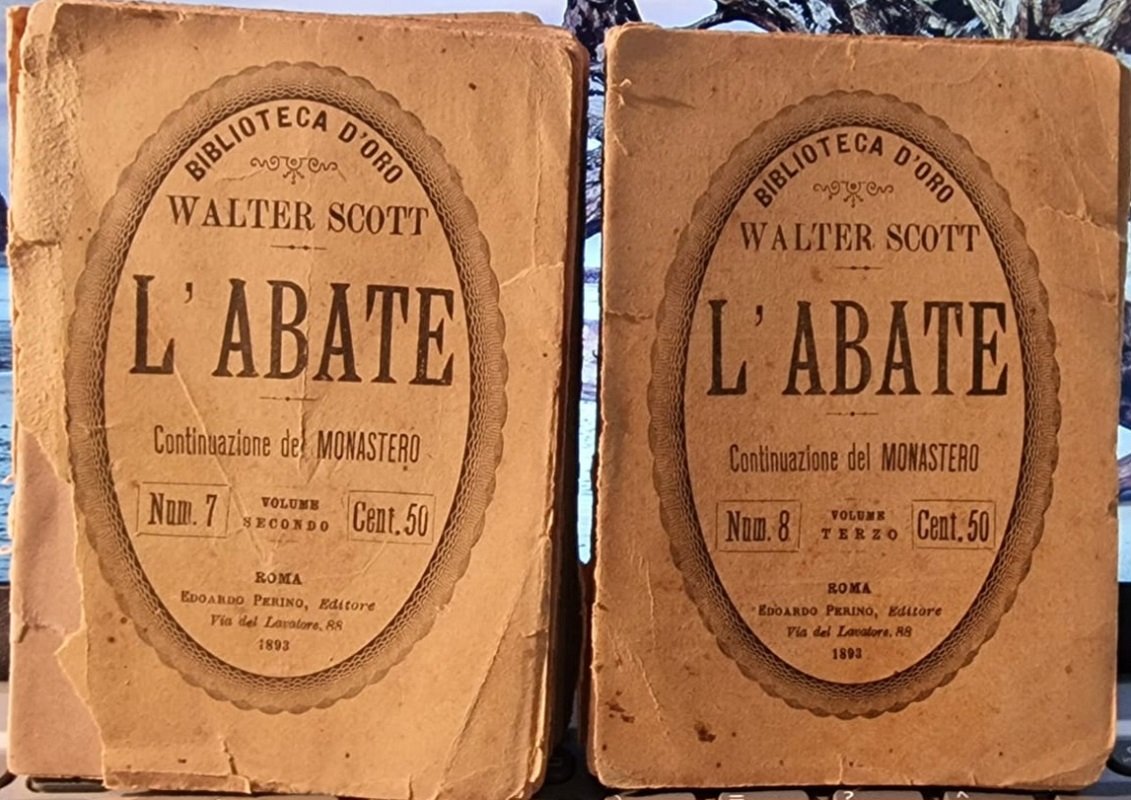 BIBLIOTECA D'ORO
WALTER SCOTT
L'ABATE
Continuazione del MONASTERO
Num. 7
VOLUME
SECONDO
Cent. 50
ROMA
EDOARDO PERINO, Editore
Via del Lavatore, 88
1893
BIBLIOTECA D'ORO
WALTER SCOTT
L'ABATE
Continuazione del MONASTERO
Num. 8
VOLUME
TERZO
Cent. 50
ROMA
EDOARDO PERINO, Editore
Via del Lavatore, 88
1893